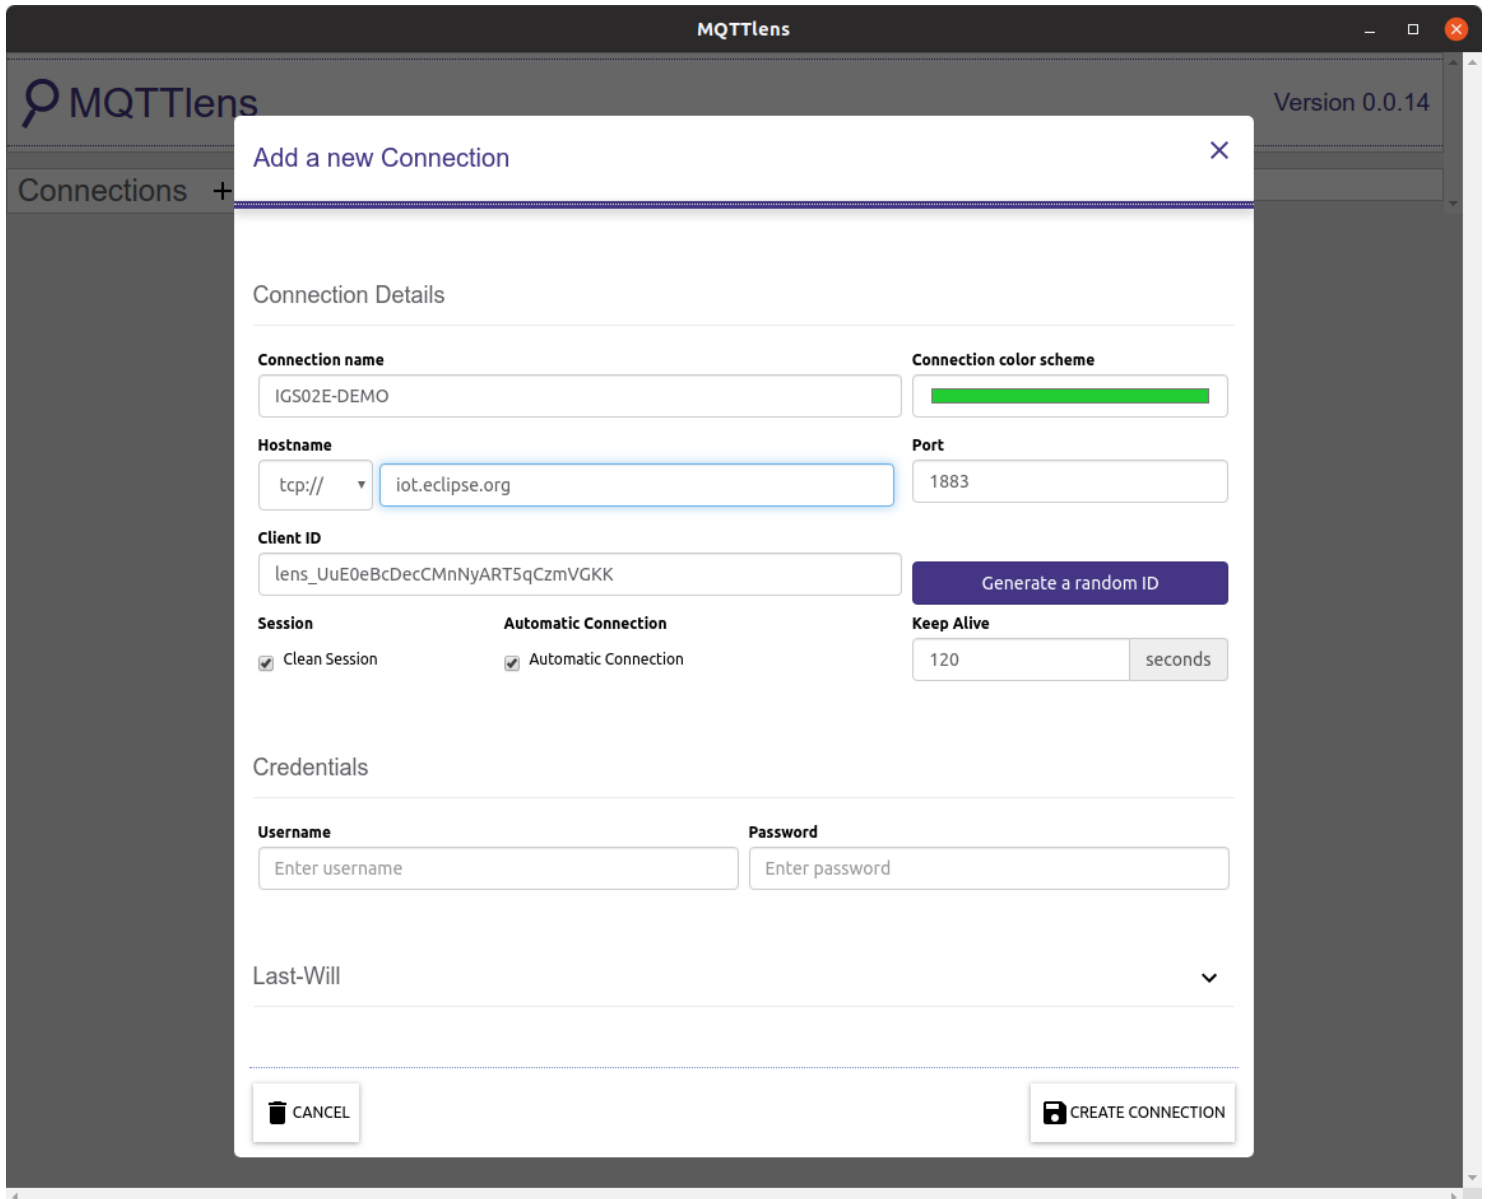 MQTTlens
MQTTlens
Version 0.0.14
Connections +
Add a new Connection
Connection Details
Connection name
Connection color scheme
IGS02E-DEMO
Hostname
Port
tcp://
iot.eclipse.org
1883
Client ID
lens_UuE0eBcDecCMnNyART5qCzmVGKK
Generate a random ID
Session
Automatic Connection
Keep Alive
Clean Session
Automatic Connection
120
seconds
Credentials
Username
Password
Enter username
Enter password
Last-Will
CANCEL
CREATE CONNECTION